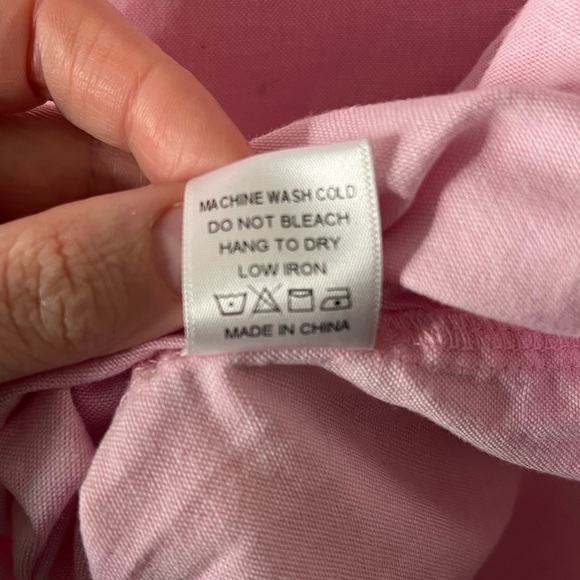 MACHINE WASH COLD
DO NOT BLEACH
HANG TO DRY
LOW IRON
MADE IN CHINA